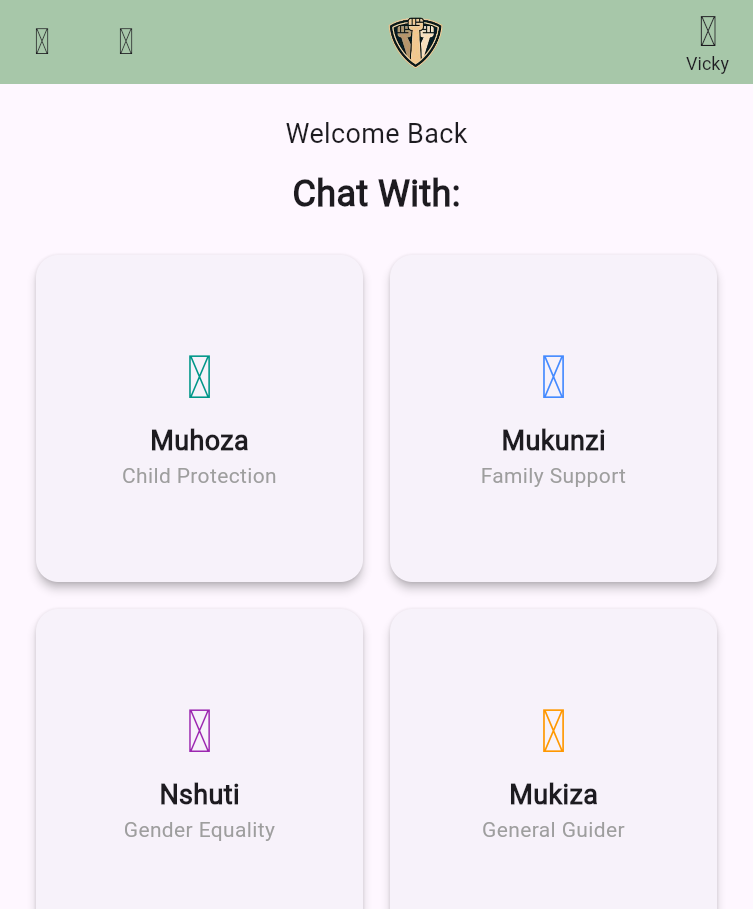 Vicky
Welcome Back
Chat With:
Muhoza
Child Protection
Mukunzi
Family Support
Nshuti
Gender Equality
Mukiza
General Guider